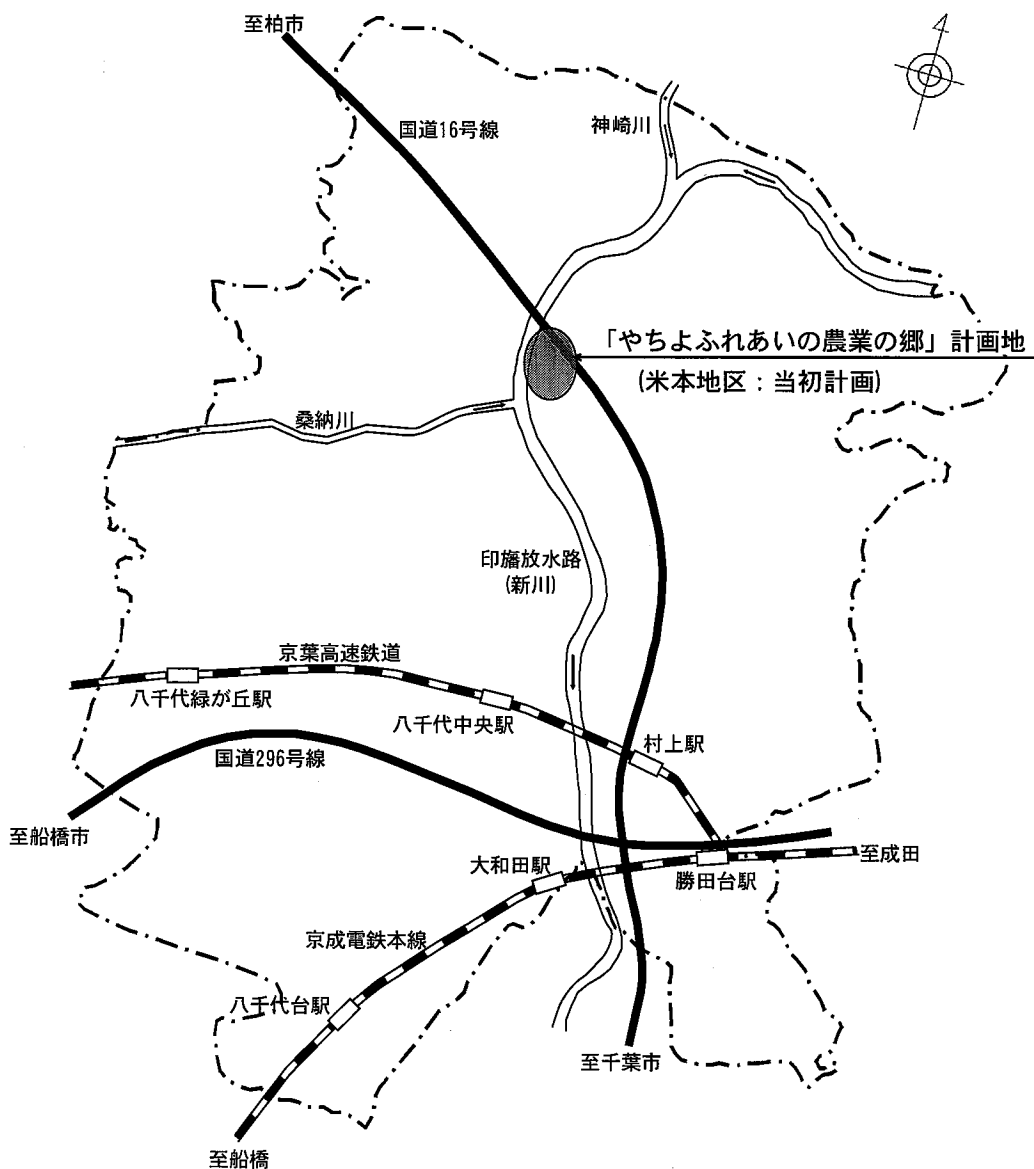 至柏市
国道16号線
神崎川
「やちよふれあいの農業の郷」計画地
(米本地区:当初計画)
桑納川
印旛放水路
(新川)
京葉高速鉄道
八千代緑が丘駅
八千代中央駅
村上駅
国道296号線
至船橋市
大和田駅
勝田台駅
至成田
京成電鉄本線
八千代台駅
至千葉市
至船橋